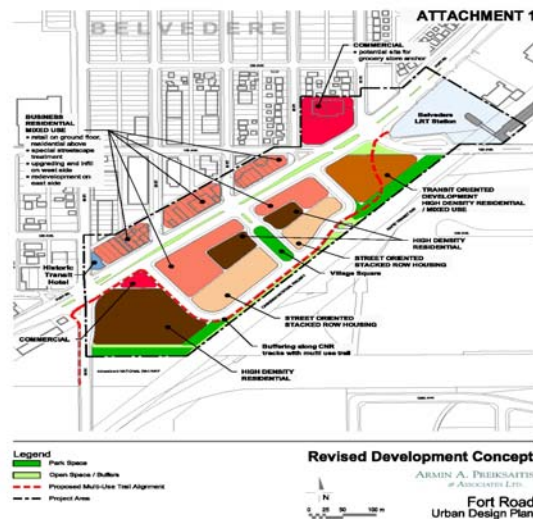 ATTACHMENT 1
BELVEDERE
COMMERCIAL
• potential site for
grocery store anchor
BUSINESS
RESIDENTIAL
MIXED USE
• retail on ground floor,
residential above
• special streetscape
treatment
• upgrading and infill
on west side
• redevelopment on
east side
Belvedere
LRT Station
TRANSIT ORIENTED
DEVELOPMENT
HIGH DENSITY RESIDENTIAL
/ MIXED USE
HIGH DENSITY
RESIDENTIAL
STREET ORIENTED
STACKED ROW HOUSING
Village Square
Historic
Transit
Hotel
STREET ORIENTED
STACKED ROW HOUSING
COMMERCIAL
Buffering along CNR
tracks with multi use trail
HIGH DENSITY
RESIDENTIAL
Legend
Park Space
Open Space / Buffers
Proposed Multi-Use Trail Alignment
Project Area
N
0 25 50 100 m
Revised Development Concept
ARMIN A. PREIKSAITIS
& ASSOCIATES LTD.
Fort Road
Urban Design Plan